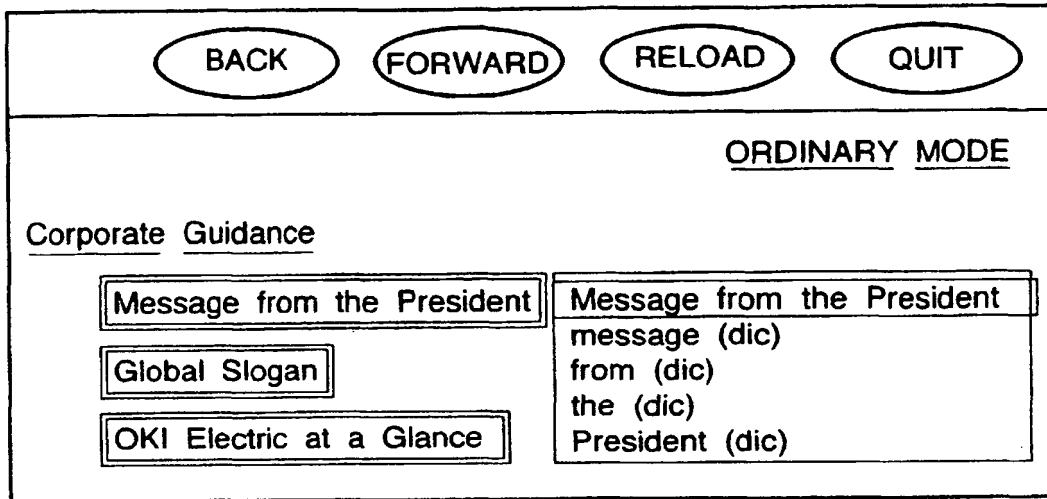 BACK FORWARD RELOAD QUIT
ORDINARY MODE
Corporate Guidance
Message from the President
Global Slogan
OKI Electric at a Glance
Message from the President
message (dic)
from (dic)
the (dic)
President (dic)